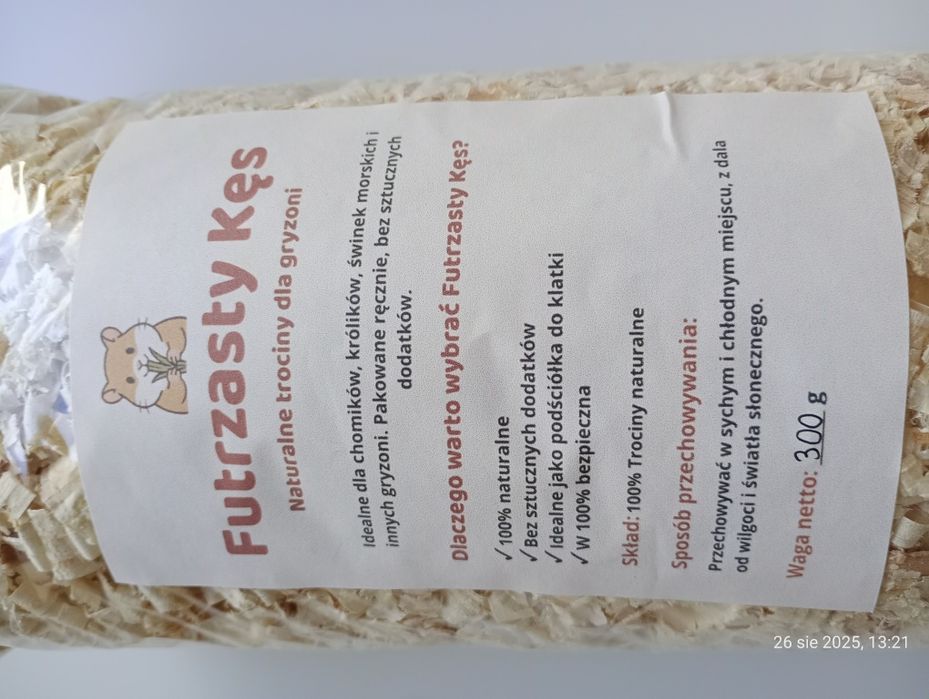 Futrzasty Kęs
Naturalne trociny dla gryzoni
Idealne dla chomików, królików, świnek morskich i
innych gryzoni. Pakowane ręcznie, bez sztucznych
dodatków.
Dlaczego warto wybrać Futrzasty Kęs?
✓ 100% naturalne
✓ Bez sztucznych dodatków
✓ Idealne jako podściółka do klatki
✓ W 100% bezpieczna
Skład: 100% Trociny naturalne
Sposób przechowywania:
Przechowywać w sychym i chłodnym miejscu, z dala
od wilgoci i światła słonecznego.
Waga netto: 300 g
26 sie 2025, 13:21